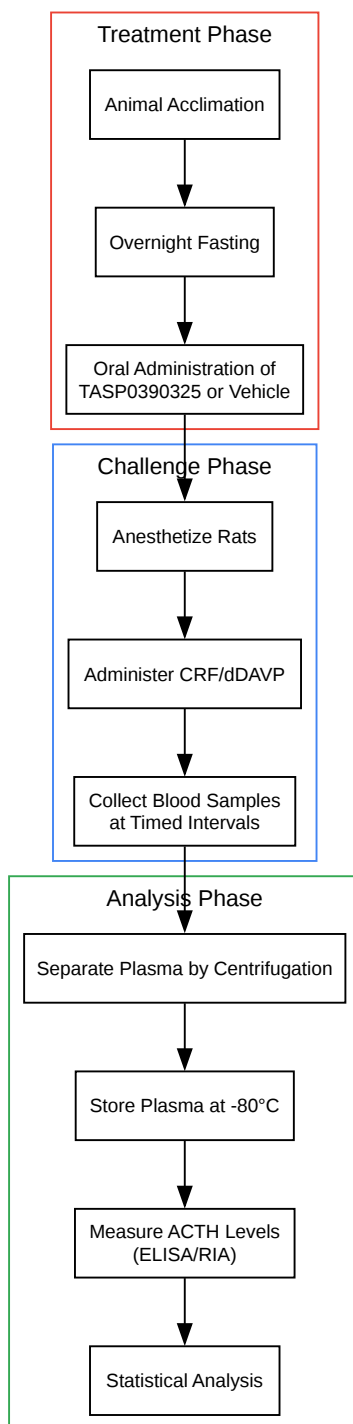 Treatment Phase
Animal Acclimation
Overnight Fasting
Oral Administration of
TASP0390325 or Vehicle
Challenge Phase
Anesthetize Rats
Administer CRF/dDAVP
Collect Blood Samples
at Timed Intervals
Analysis Phase
Separate Plasma by Centrifugation
Store Plasma at -80°C
Measure ACTH Levels
(ELISA/RIA)
Statistical Analysis